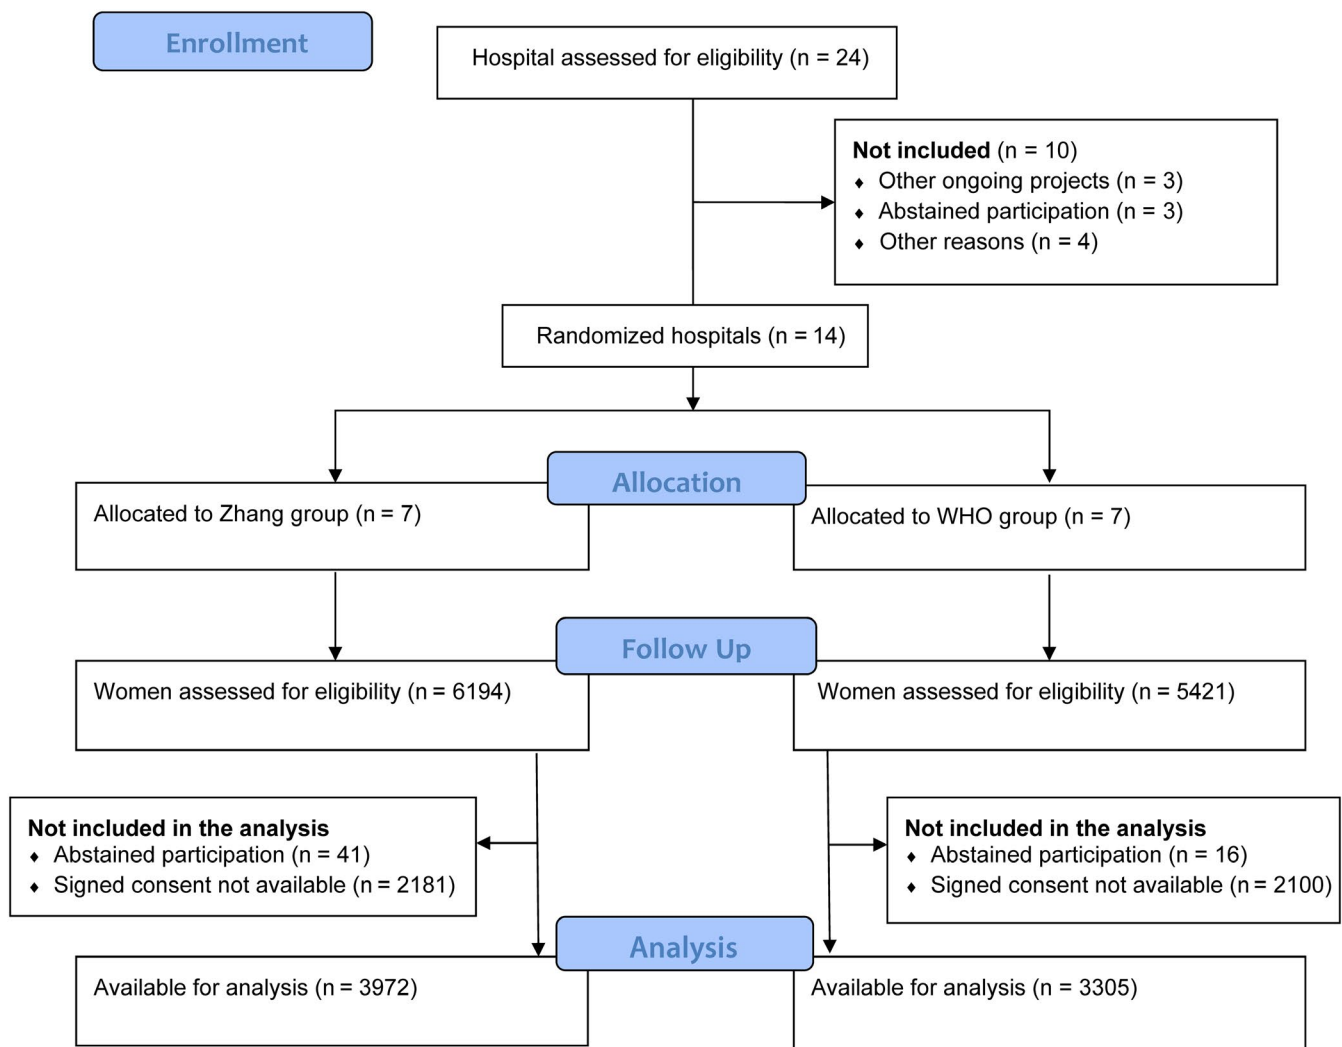 Enrollment
Hospital assessed for eligibility (n = 24)
Not included (n = 10)
♦ Other ongoing projects (n = 3)
♦ Abstained participation (n = 3)
♦ Other reasons (n = 4)
Randomized hospitals (n = 14)
Allocation
Allocated to Zhang group (n = 7)
Allocated to WHO group (n = 7)
Follow Up
Women assessed for eligibility (n = 6194)
Women assessed for eligibility (n = 5421)
Not included in the analysis
♦ Abstained participation (n = 41)
♦ Signed consent not available (n = 2181)
Not included in the analysis
♦ Abstained participation (n = 16)
♦ Signed consent not available (n = 2100)
Analysis
Available for analysis (n = 3972)
Available for analysis (n = 3305)